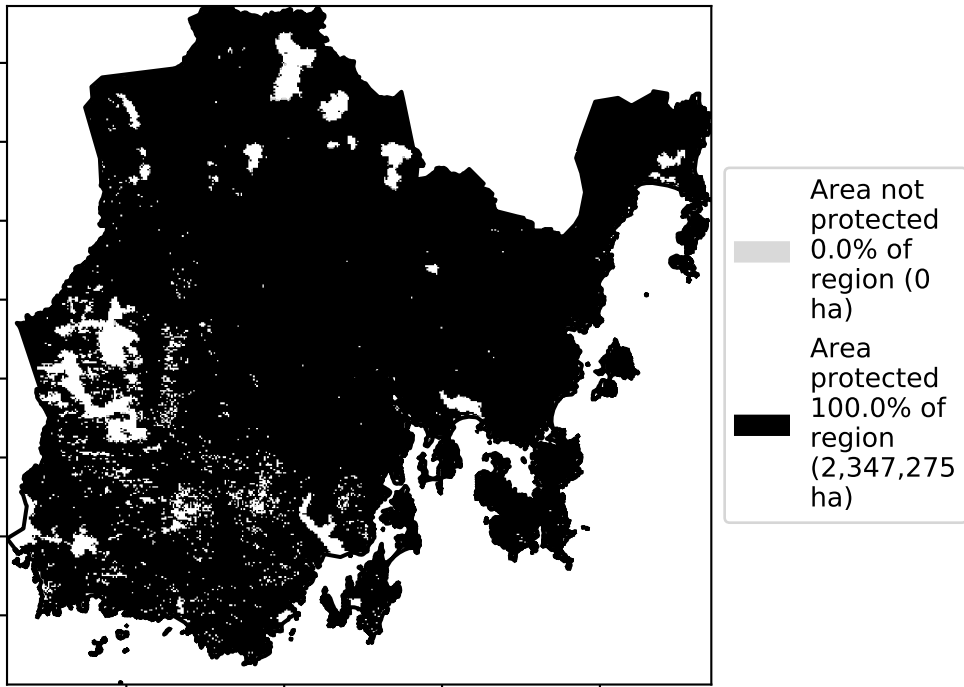 Area not
protected
0.0% of
region (0
ha)
Area
protected
100.0% of
region
(2,347,275
ha)